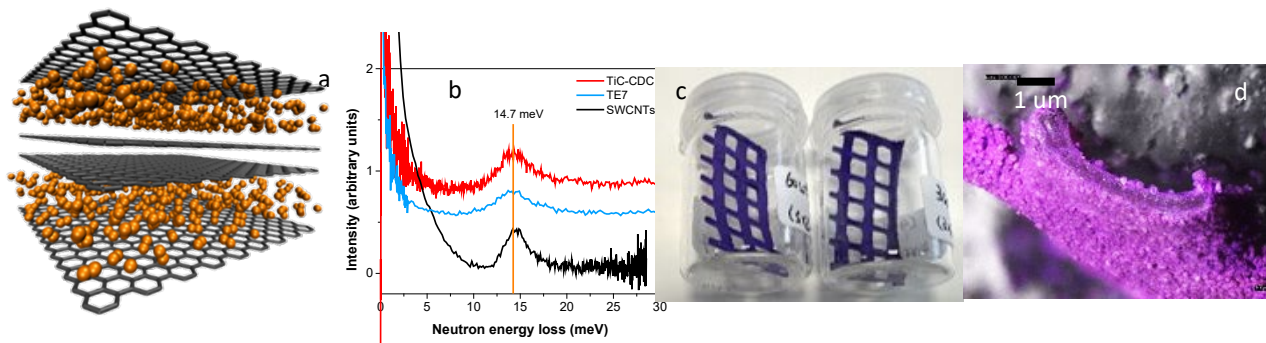 a
b
TiC-CDC
TE7
SWCNTs
14.7 meV
2
1
0
Intensity (arbitrary units)
0
5
10
15
20
25
30
Neutron energy loss (meV)
c
d
1 um